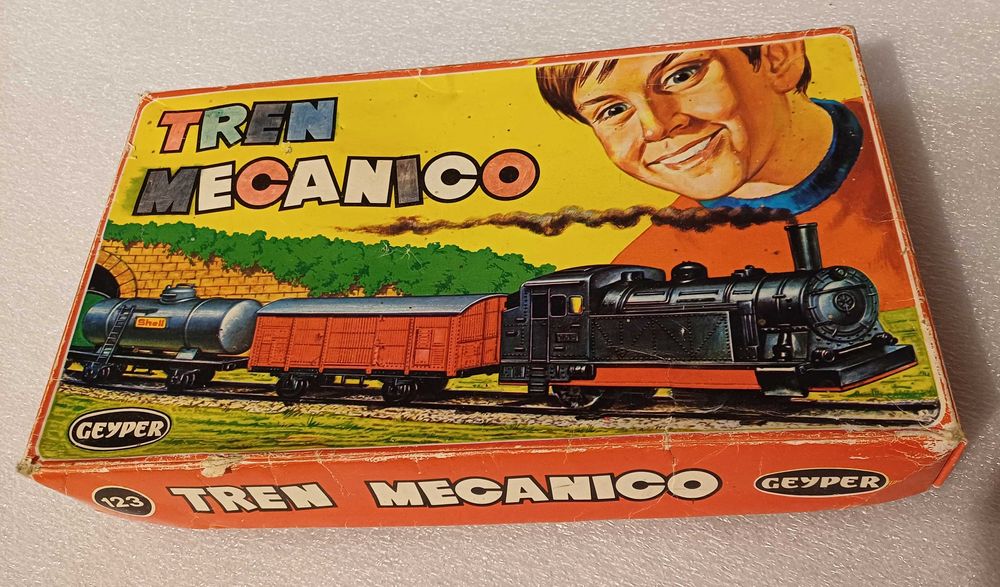 TREN
MECANICO
Shell
GEYPER
123 TREN MECANICO GEYPER